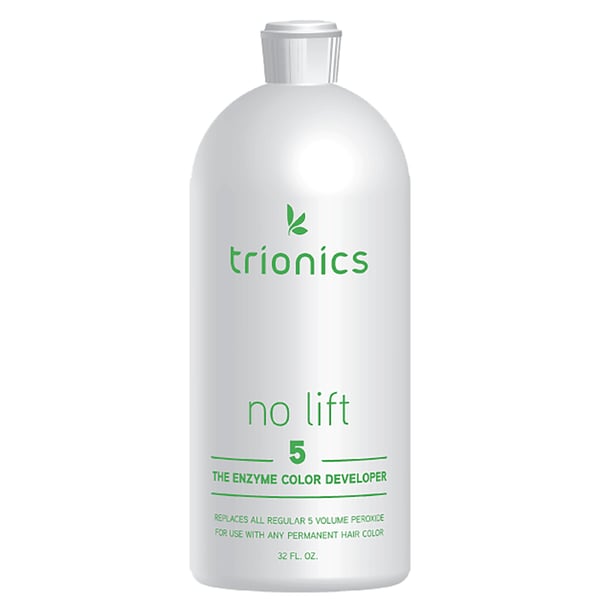 trionics
no lift
5
THE ENZYME COLOR DEVELOPER
REPLACES ALL REGULAR 5 VOLUME PEROXIDE
FOR USE WITH ANY PERMANENT HAIR COLOR
32 FL. OZ.